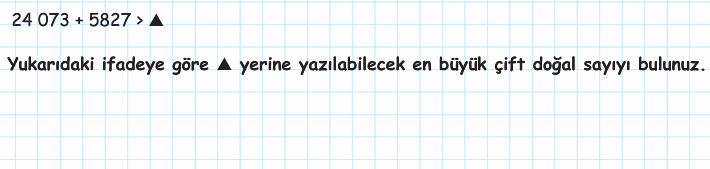 24 073 + 5827 > ▲
Yukarıdaki ifadeye göre ▲ yerine yazılabilecek en büyük çift doğal sayıyı bulunuz.